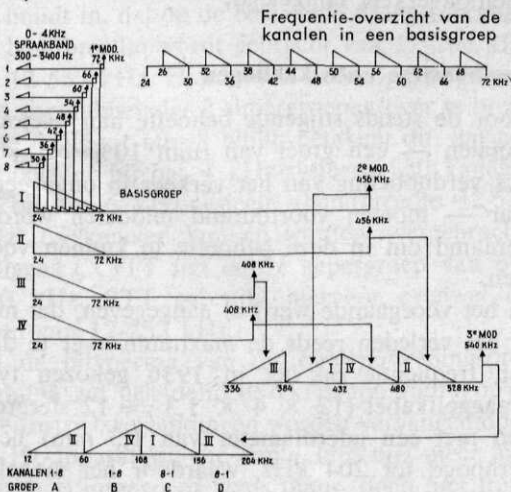 Frequentie-overzicht van de
kanalen in een basisgroep
0-4KHz
SPRAAKBAND
300-3400 Hz
1e MOD.
72 KHz
1
2
3
4
5
6
7
8
66
60
54
48
42
36
30
26 32 38 44 50 56 62 68
24 30 36 42 48 54 60 66 72 KHz
I
BASISGROEP
24 72 KHz
II
24 72 KHz
III
24 72 KHz
IV
24 72 KHz
2e MOD.
456 KHz
456 KHz
408 KHz
408 KHz
3e MOD
540 KHz
III I IV II
336 384 432 480 528 KHz
II IV I III
12 60 108 156 204 KHz
KANALEN 1-8 1-8 8-1 8-1
GROEP A B C D